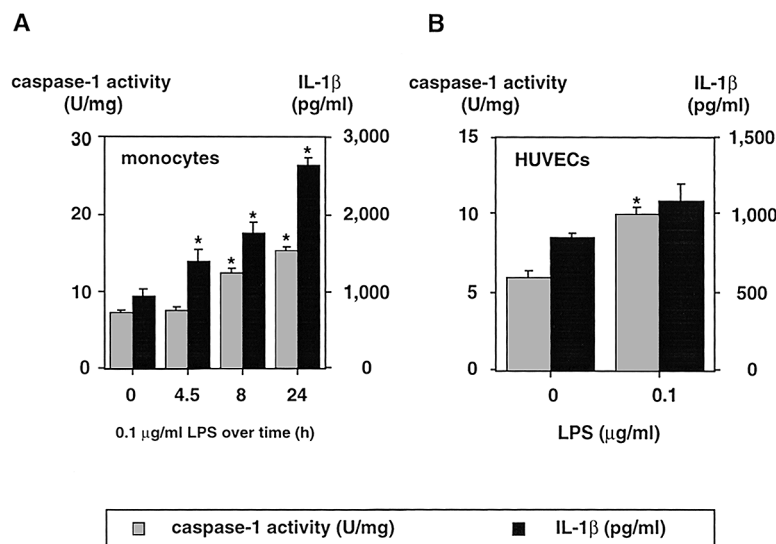 A
caspase-1 activity
(U/mg)
IL-1β
(pg/ml)
30
20
10
0
monocytes
*
*
*
*
*
3,000
2,000
1,000
0
0 4.5 8 24
0.1 μg/ml LPS over time (h)
B
caspase-1 activity
(U/mg)
IL-1β
(pg/ml)
15
10
5
0
HUVECs
*
1,500
1,000
500
0
0 0.1
LPS (μg/ml)
caspase-1 activity (U/mg) IL-1β (pg/ml)